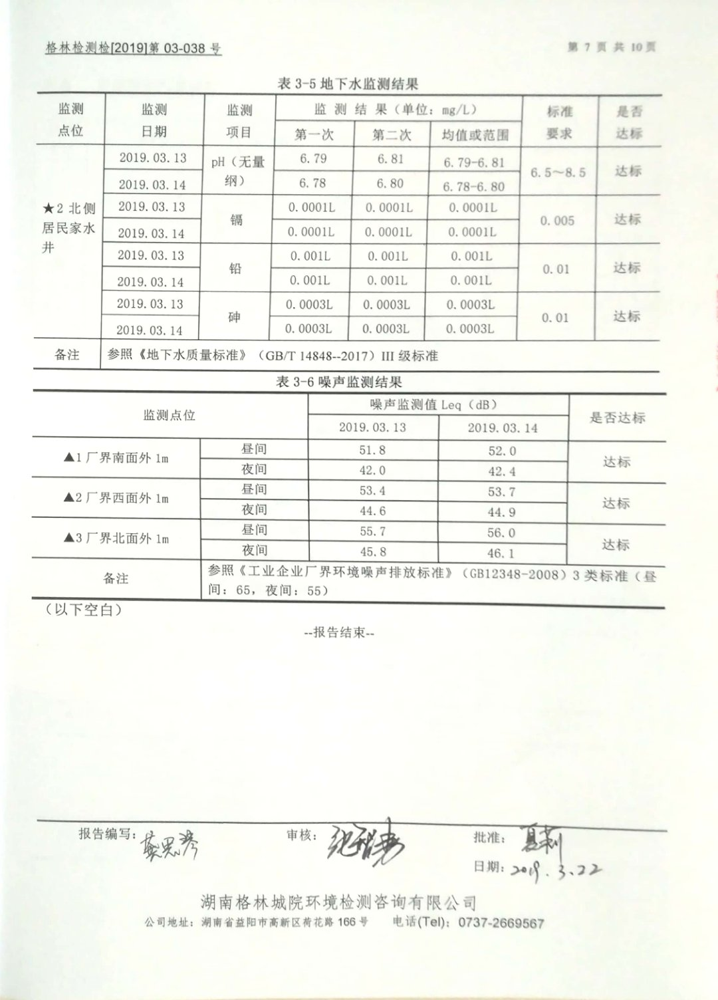 格林检测检[2019]第 03-038 号 第 7 页 共 10 页
表 3-5 地下水监测结果
监测点位 监测日期 监测项目 监 测 结 果（单位：mg/L） 标准要求 是否达标
第一次 第二次 均值或范围
★2 北侧居民家水井
2019.03.13 pH（无量纲） 6.79 6.81 6.79-6.81 6.5～8.5 达标
2019.03.14 6.78 6.80 6.78-6.80
2019.03.13 镉 0.0001L 0.0001L 0.0001L 0.005 达标
2019.03.14 0.0001L 0.0001L 0.0001L
2019.03.13 铅 0.001L 0.001L 0.001L 0.01 达标
2019.03.14 0.001L 0.001L 0.001L
2019.03.13 砷 0.0003L 0.0003L 0.0003L 0.01 达标
2019.03.14 0.0003L 0.0003L 0.0003L
备注 参照《地下水质量标准》（GB/T 14848--2017）III 级标准
表 3-6 噪声监测结果
监测点位 噪声监测值 Leq（dB） 是否达标
2019.03.13 2019.03.14
▲1 厂界南面外 1m 昼间 51.8 52.0 达标
夜间 42.0 42.4
▲2 厂界西面外 1m 昼间 53.4 53.7 达标
夜间 44.6 44.9
▲3 厂界北面外 1m 昼间 55.7 56.0 达标
夜间 45.8 46.1
备注 参照《工业企业厂界环境噪声排放标准》（GB12348-2008）3 类标准（昼
间：65，夜间：55）
（以下空白）
--报告结束--
报告编写： 审核： 批准：夏莉
日期：2019.3.22
湖南格林城院环境检测咨询有限公司
公司地址：湖南省益阳市高新区荷花路 166 号 电话(Tel)：0737-2669567